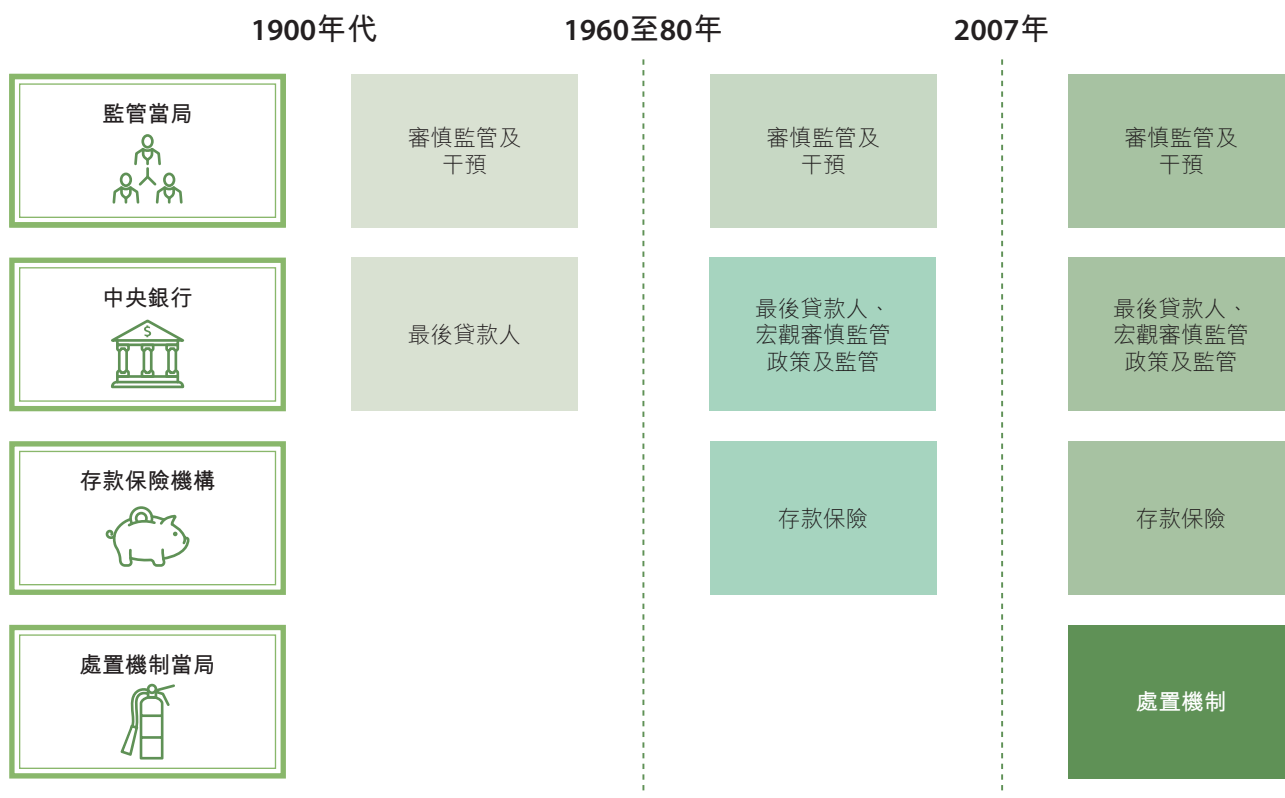 1900年代
1960至80年
2007年
監管當局
審慎監管及
干預
審慎監管及
干預
審慎監管及
干預
中央銀行
$
最後貸款人
最後貸款人、
宏觀審慎監管
政策及監管
最後貸款人、
宏觀審慎監管
政策及監管
存款保險機構
存款保險
存款保險
處置機制當局
處置機制